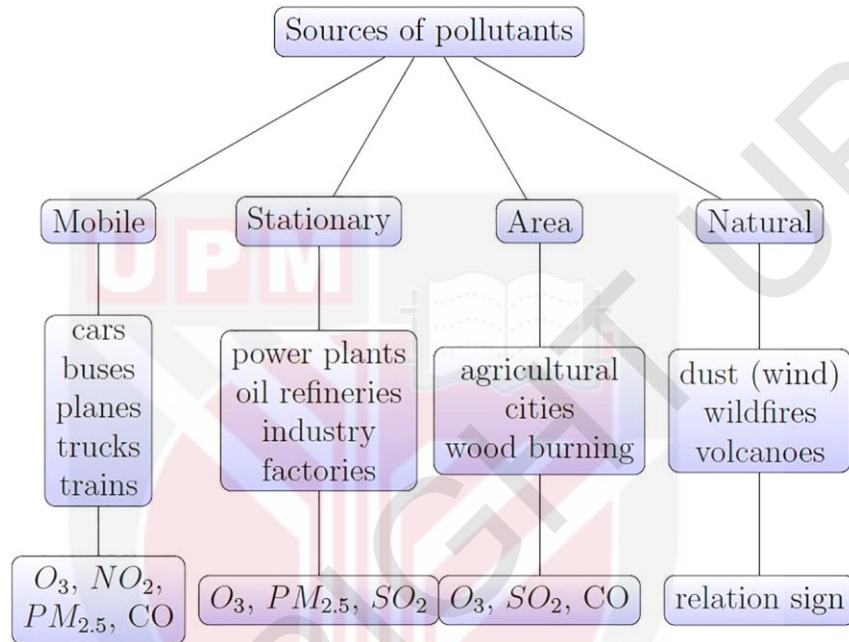 Sources of pollutants
Mobile
Stationary
Area
Natural
cars
buses
planes
trucks
trains
power plants
oil refineries
industry
factories
agricultural
cities
wood burning
dust (wind)
wildfires
volcanoes
O₃, NO₂,
PM₂.₅, CO
O₃, PM₂.₅, SO₂
O₃, SO₂, CO
relation sign
UPM
RIGHT UP